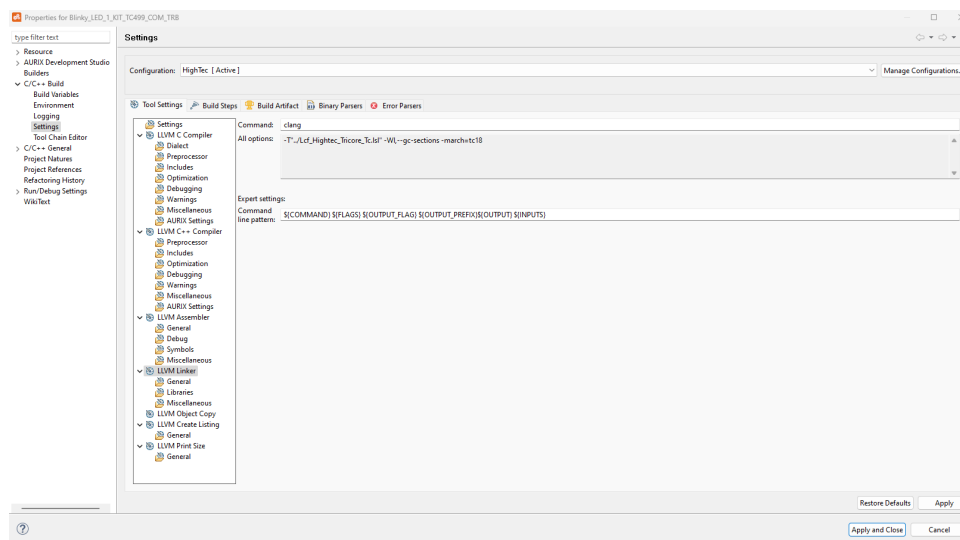 Properties for Blinky_LED_1_KIT_TC499_COM_TRB
type filter text
Resource
AURIX Development Studio
Builders
C/C++ Build
Build Variables
Environment
Logging
Settings
Tool Chain Editor
C/C++ General
Project Natures
Project References
Refactoring History
Run/Debug Settings
WikiText
Settings
Configuration: HighTec [ Active ]
Manage Configurations.
Tool Settings Build Steps Build Artifact Binary Parsers Error Parsers
Settings
LLVM C Compiler
Dialect
Preprocessor
Includes
Optimization
Debugging
Warnings
Miscellaneous
AURIX Settings
LLVM C++ Compiler
Preprocessor
Includes
Optimization
Debugging
Warnings
Miscellaneous
AURIX Settings
LLVM Assembler
General
Debug
Symbols
Miscellaneous
LLVM Linker
General
Libraries
Miscellaneous
LLVM Object Copy
LLVM Create Listing
General
LLVM Print Size
General
Command: clang
All options: -T"../Lcf_Hightec_Tricore_Tc.lsl" -Wl,--gc-sections -march=tc18
Expert settings:
Command
line pattern: ${COMMAND} ${FLAGS} ${OUTPUT_FLAG} ${OUTPUT_PREFIX}${OUTPUT} ${INPUTS}
Restore Defaults Apply
Apply and Close Cancel